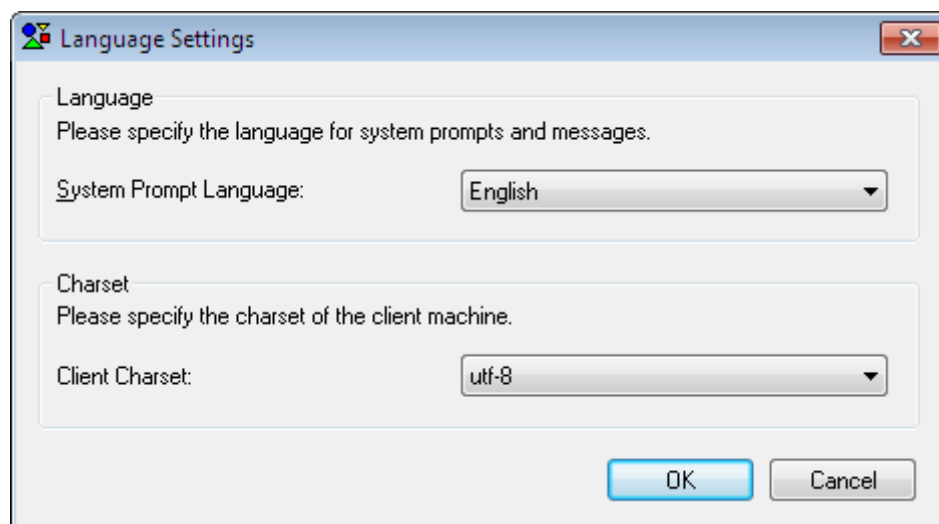 Language Settings
Language
Please specify the language for system prompts and messages.
System Prompt Language:
English
Charset
Please specify the charset of the client machine.
Client Charset:
utf-8
OK
Cancel